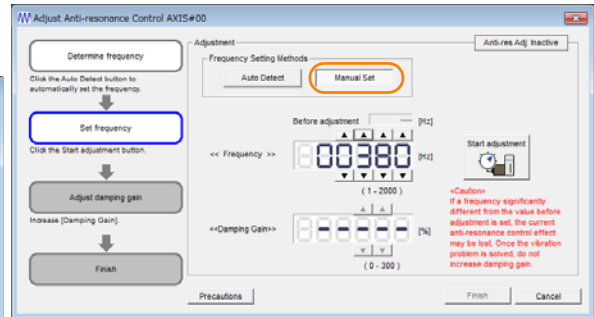 Adjust Anti-resonance Control AXIS#00
Determine frequency
Click the Auto Detect button to
automatically set the frequency.
Set frequency
Click the Start adjustment button.
Adjust damping gain
Increase [Damping Gain].
Finish
Adjustment
Anti-res Adj: Inactive
Frequency Setting Methods
Auto Detect
Manual Set
Before adjustment --- [Hz]
<< Frequency >> 00380 [Hz]
( 1 - 2000 )
<<Damping Gain>> ----- [%]
( 0 - 300 )
Start adjustment
<Caution>
If a frequency significantly
different from the value before
adjustment is set, the current
anti-resonance control effect
may be lost. Once the vibration
problem is solved, do not
increase damping gain.
Precautions
Finish
Cancel